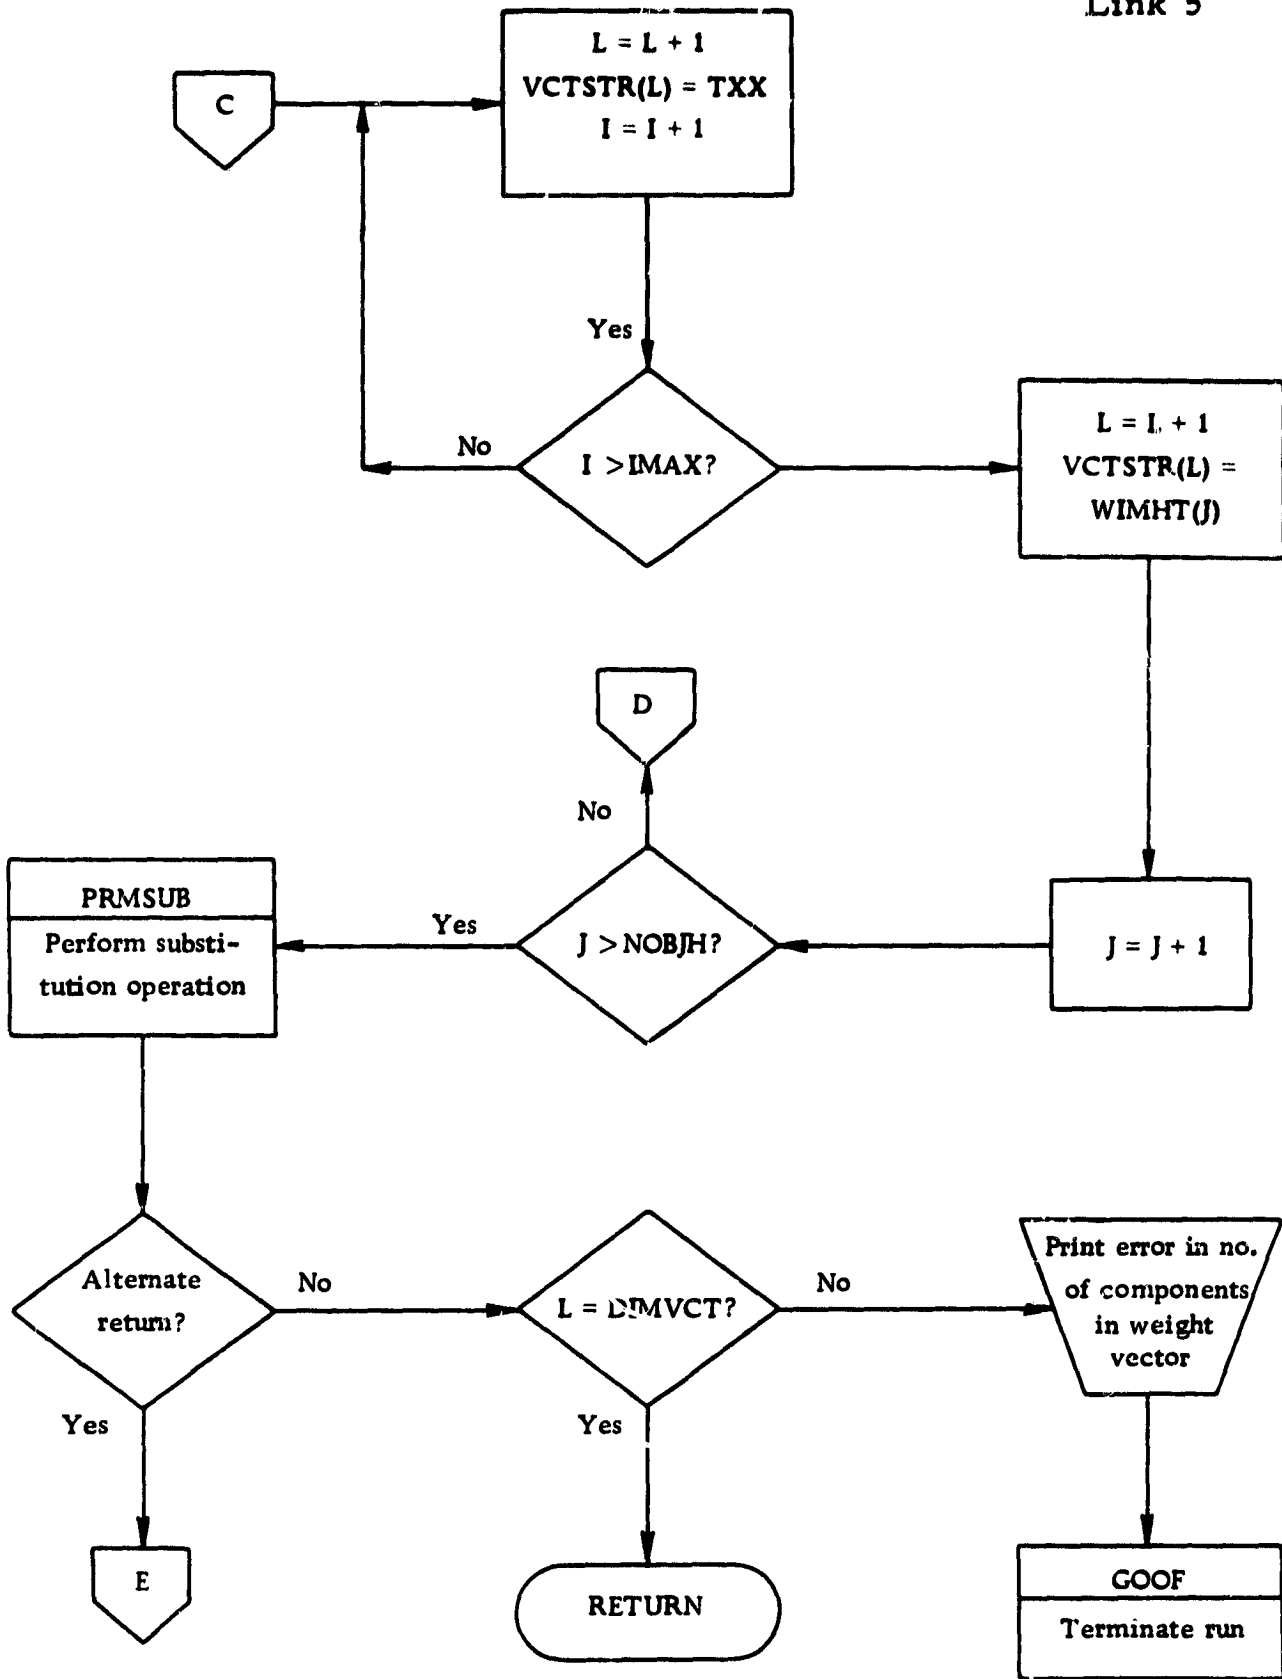 Link 5
C
L = L + 1
VCTSTR(L) = TXX
I = I + 1
Yes
No
I >IMAX?
L = L + 1
VCTSTR(L) =
WIMHT(J)
D
No
PRMSUB
Perform substi-
tution operation
Yes
J > NOBJH?
J = J + 1
Alternate
return?
No
L = DIMVCT?
No
Print error in no.
of components
in weight
vector
Yes
Yes
E
RETURN
GOOF
Terminate run